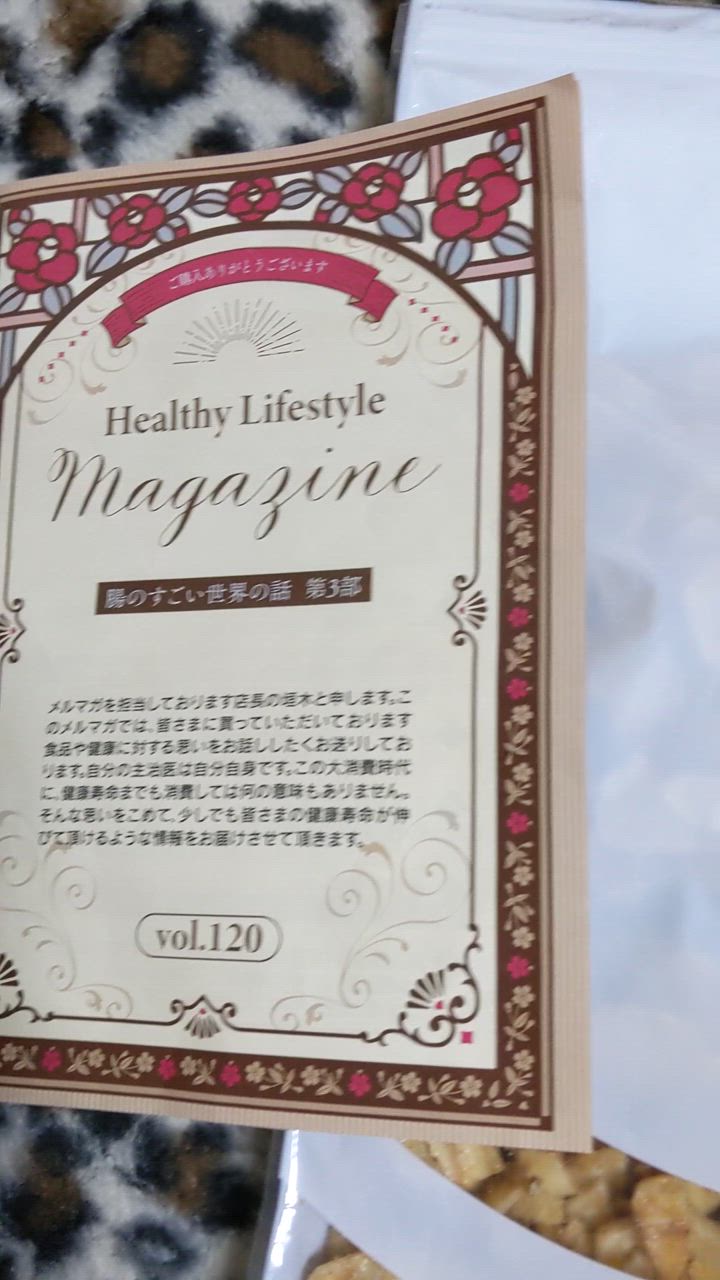 ご購入ありがとうございます
Healthy Lifestyle
Magazine
腸のすごい世界の話 第3部
メルマガを担当しております店長の垣木と申します。こ
のメルマガでは、皆さまに買っていただいております
食品や健康に対する思いをお話ししたくお送りしてお
ります。自分の主治医は自分自身です。この大消費時代
に、健康寿命までも消費しては何の意味もありません。
そんな思いをこめて、少しでも皆さまの健康寿命が伸
びて頂けるような情報をお届けさせて頂きます。
vol.120